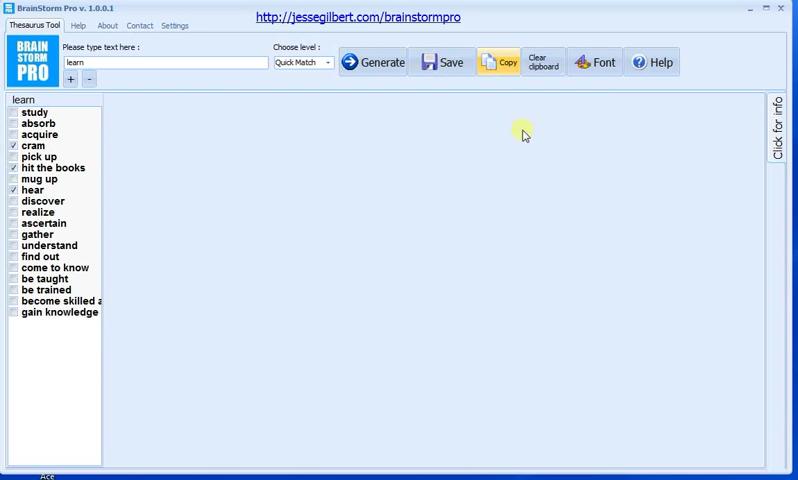 BrainStorm Pro v. 1.0.0.1
http://jessegilbert.com/brainstormpro
Thesaurus Tool Help About Contact Settings
BRAIN
STORM
PRO
Please type text here :
Choose level :
learn
Quick Match
Generate
Save
Copy
Clear
clipboard
Font
Help
+ -
learn
study
absorb
acquire
cram
pick up
hit the books
mug up
hear
discover
realize
ascertain
gather
understand
find out
come to know
be taught
be trained
become skilled a
gain knowledge
Click for info
Ace